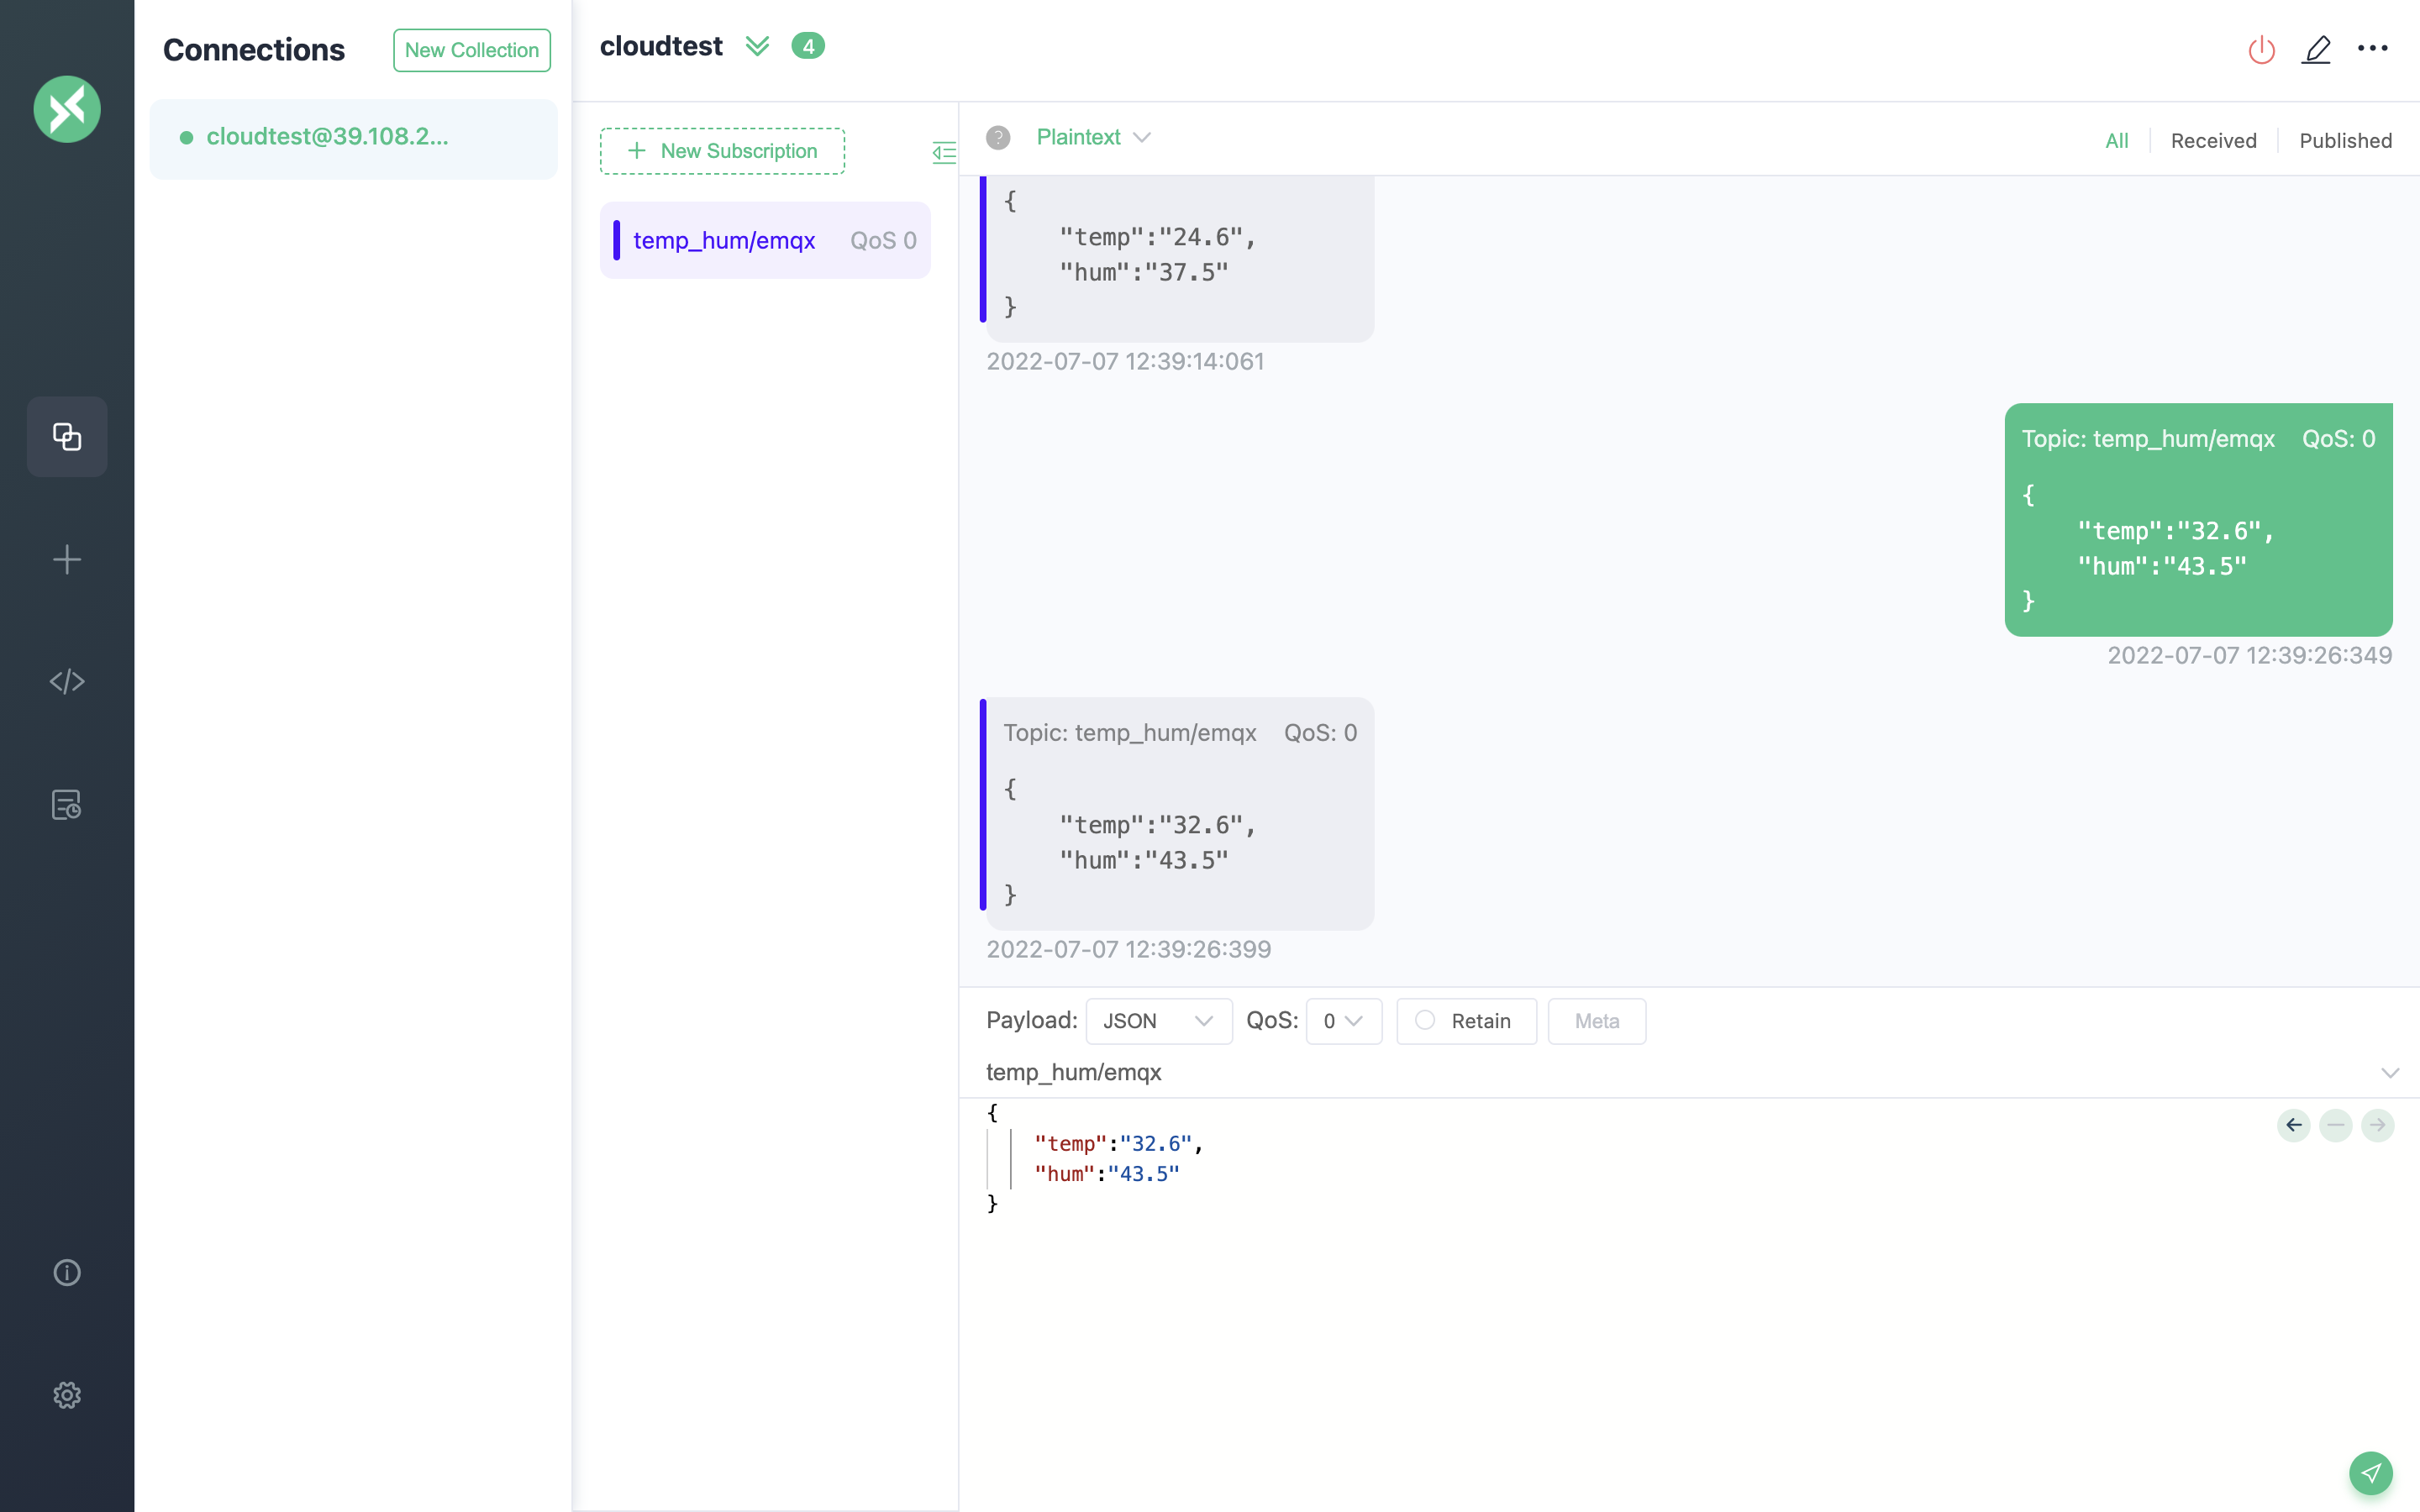 Connections
New Collection
cloudtest@39.108.2...
cloudtest
4
New Subscription
temp_hum/emqx QoS 0
?
Plaintext
All
Received
Published
{
"temp":"24.6",
"hum":"37.5"
}
2022-07-07 12:39:14:061
Topic: temp_hum/emqx QoS: 0
{
"temp":"32.6",
"hum":"43.5"
}
2022-07-07 12:39:26:349
Topic: temp_hum/emqx QoS: 0
{
"temp":"32.6",
"hum":"43.5"
}
2022-07-07 12:39:26:399
Payload: JSON QoS: 0 Retain Meta
temp_hum/emqx
{
"temp":"32.6",
"hum":"43.5"
}